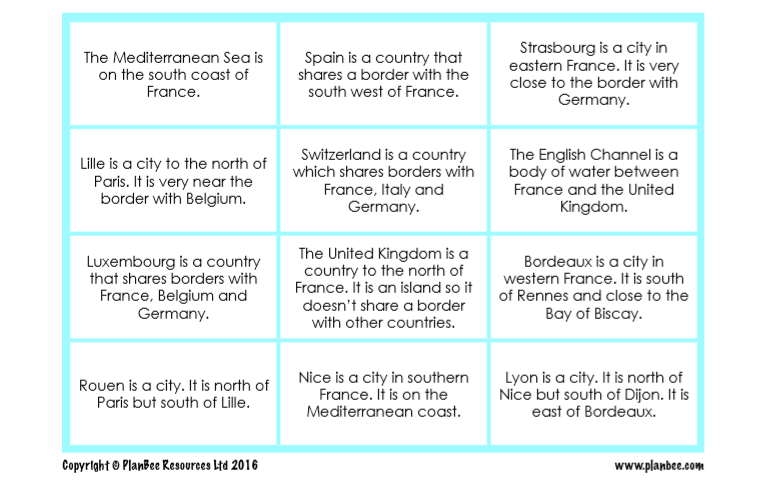 The Mediterranean Sea is
on the south coast of
France.
Spain is a country that
shares a border with the
south west of France.
Strasbourg is a city in
eastern France. It is very
close to the border with
Germany.
Lille is a city to the north of
Paris. It is very near the
border with Belgium.
Switzerland is a country
which shares borders with
France, Italy and
Germany.
The English Channel is a
body of water between
France and the United
Kingdom.
Luxembourg is a country
that shares borders with
France, Belgium and
Germany.
The United Kingdom is a
country to the north of
France. It is an island so it
doesn't share a border
with other countries.
Bordeaux is a city in
western France. It is south
of Rennes and close to the
Bay of Biscay.
Rouen is a city. It is north of
Paris but south of Lille.
Nice is a city in southern
France. It is on the
Mediterranean coast.
Lyon is a city. It is north of
Nice but south of Dijon. It is
east of Bordeaux.
Copyright © PlanBee Resources Ltd 2016
www.planbee.com